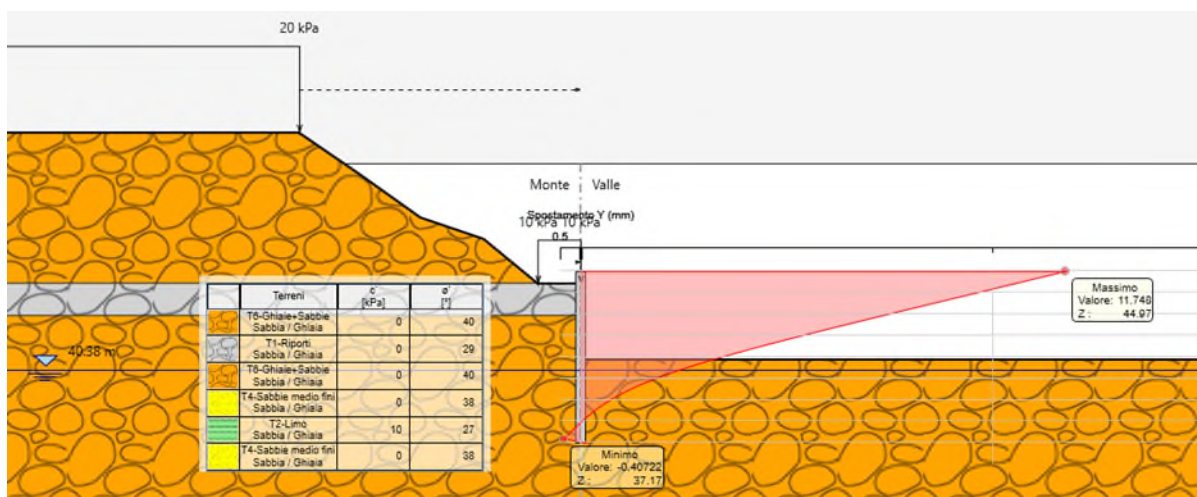 20 kPa
Monte Valle
Spostamento Y (mm)
10 kPa 10 kPa
0.5
Massimo
Valore: 11.748
Z : 44.97
Terreni c' ø'
[kPa] [°]
T6-Ghiaie+Sabbie
Sabbia / Ghiaia 0 40
T1-Riporti
Sabbia / Ghiaia 0 29
T6-Ghiaie+Sabbie
Sabbia / Ghiaia 0 40
T4-Sabbie medio fini
Sabbia / Ghiaia 0 38
T2-Limo
Sabbia / Ghiaia 10 27
T4-Sabbie medio fini
Sabbia / Ghiaia 0 38
40.38 m
Minimo
Valore: -0.40722
Z : 37.17